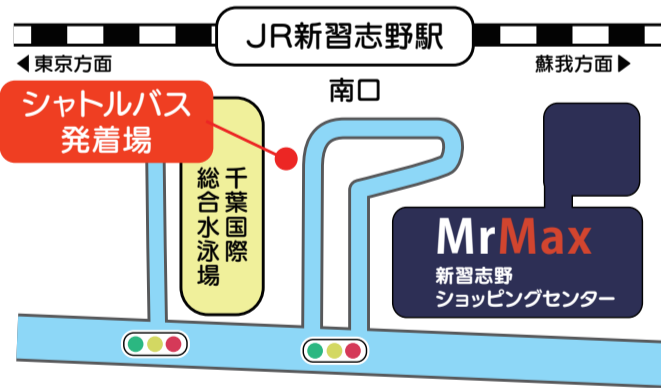 JR新習志野駅
◀東京方面
蘇我方面▶
南口
シャトルバス
発着場
千葉国際
総合水泳場
MrMax
新習志野
ショッピングセンター